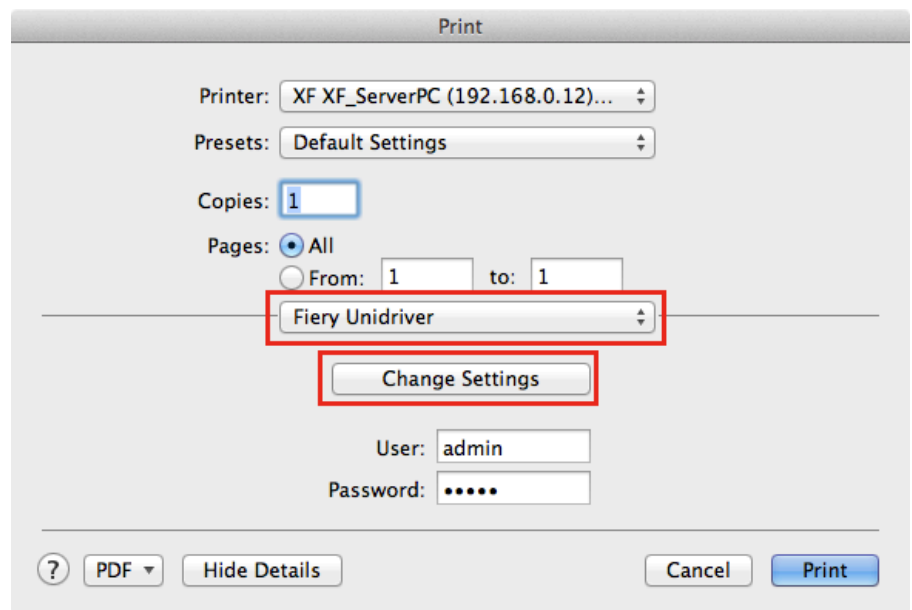 Print
Printer: XF XF_ServerPC (192.168.0.12)...
Presets: Default Settings
Copies: 1
Pages: All
From: 1 to: 1
Fiery Unidriver
Change Settings
User: admin
Password: •••••
? PDF Hide Details Cancel Print